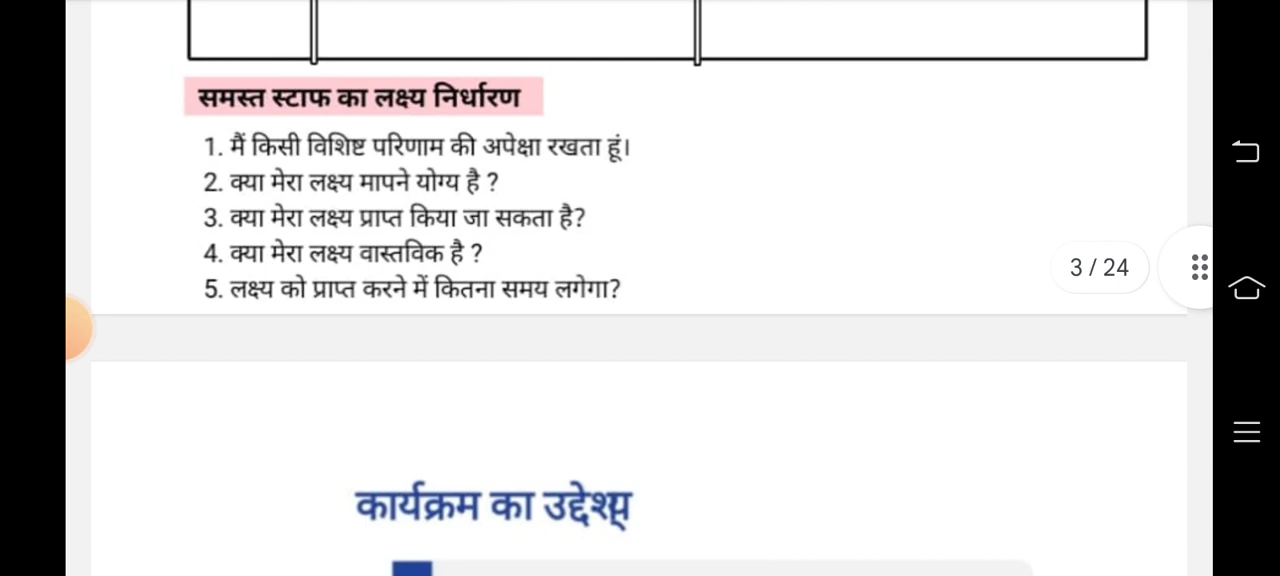 समस्त स्टाफ का लक्ष्य निर्धारण
1. मैं किसी विशिष्ट परिणाम की अपेक्षा रखता हूं।
2. क्या मेरा लक्ष्य मापने योग्य है ?
3. क्या मेरा लक्ष्य प्राप्त किया जा सकता है?
4. क्या मेरा लक्ष्य वास्तविक है ?
5. लक्ष्य को प्राप्त करने में कितना समय लगेगा?
3 / 24
कार्यक्रम का उद्देश्य